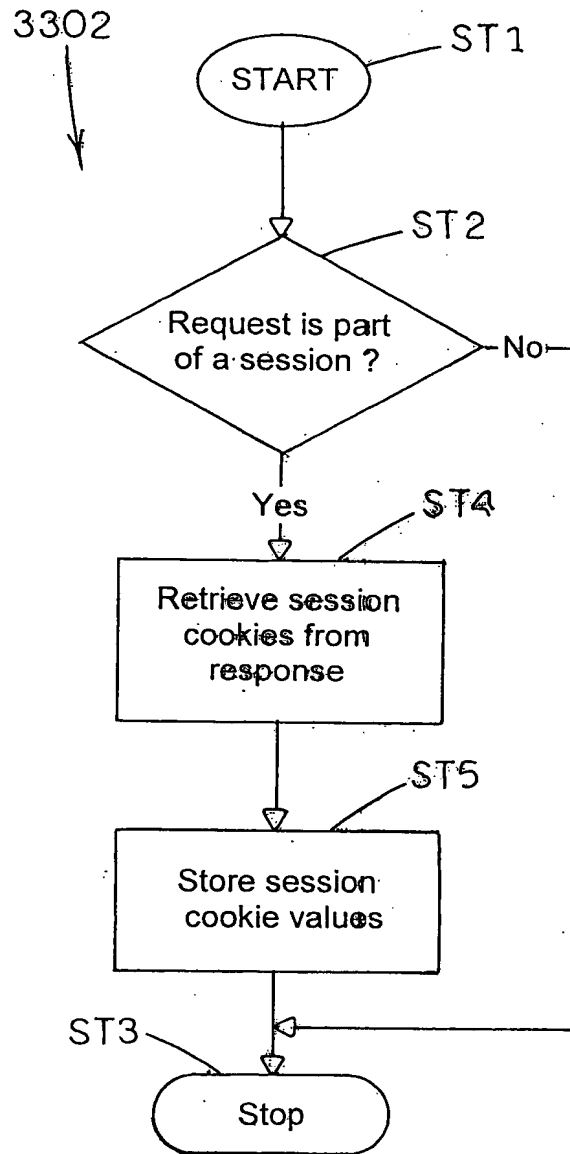 3302
ST1
START
ST2
Request is part
of a session ?
No
Yes
ST4
Retrieve session
cookies from
response
ST5
Store session
cookie values
ST3
Stop